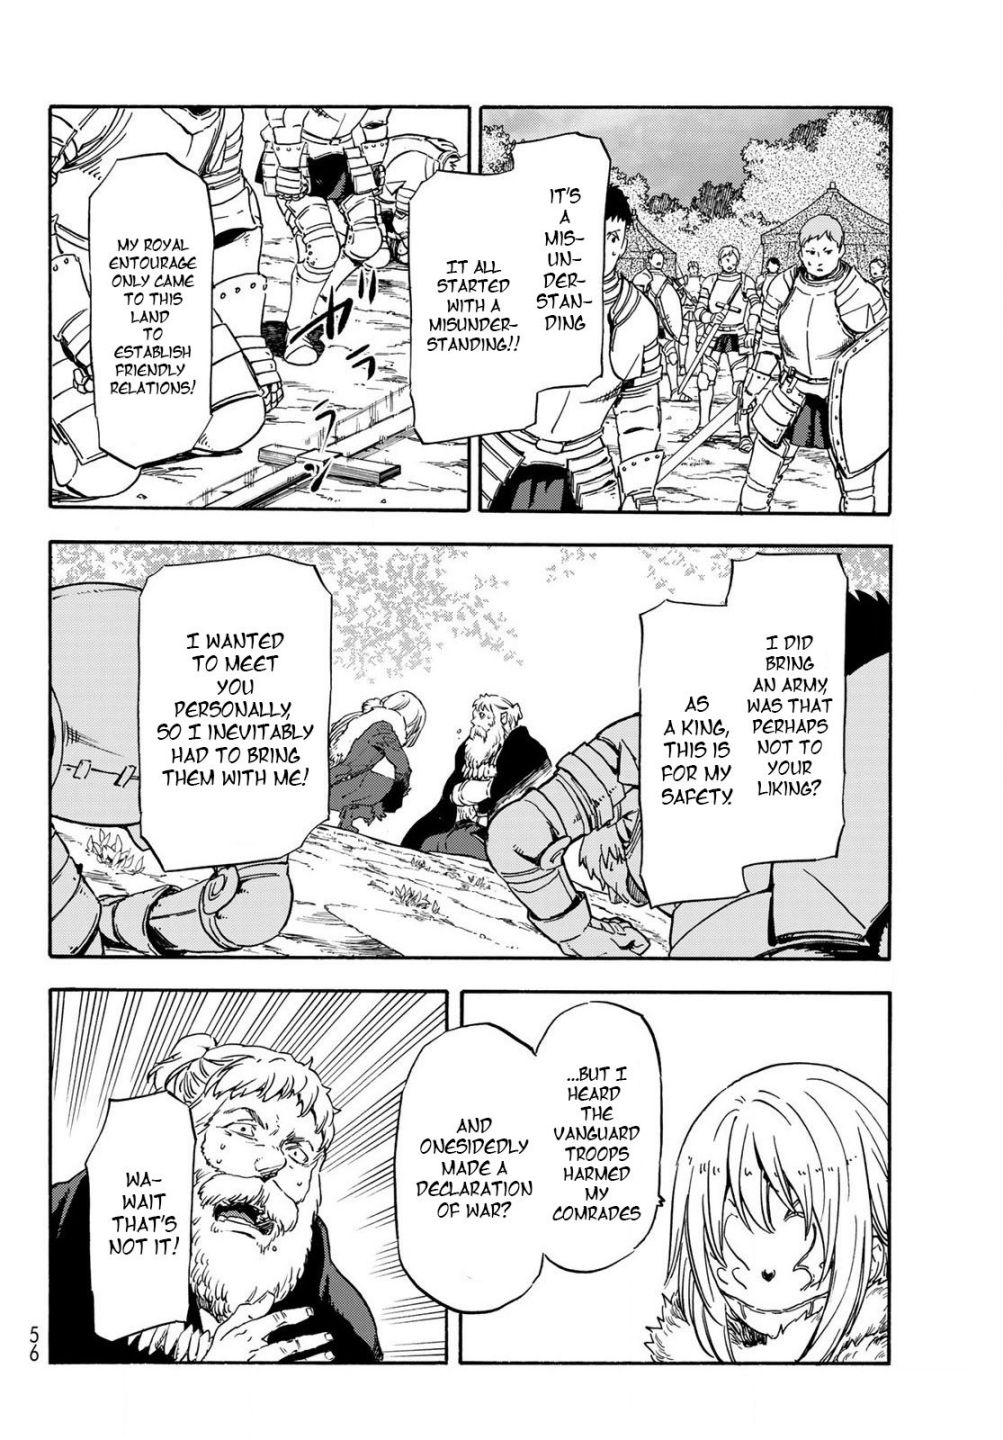 IT'S
A
MIS-
UN-
DER-
STAN-
DING
IT ALL
STARTED
WITH A
MISUNDER-
STANDING!!
MY ROYAL
ENTOURAGE
ONLY CAME
TO THIS
LAND
TO
ESTABLISH
FRIENDLY
RELATIONS!
I DID
BRING
AN ARMY,
WAS THAT
PERHAPS
NOT TO
YOUR
LIKING?
AS
A KING,
THIS IS
FOR MY
SAFETY.
I WANTED
TO MEET
YOU
PERSONALLY,
SO I INEVITABLY
HAD TO BRING
THEM WITH ME!
...BUT I
HEARD
THE
VANGUARD
TROOPS
HARMED
MY
COMRADES
AND
ONESIDEDLY
MADE A
DECLARATION
OF WAR?
WA-
WAIT
THAT'S
NOT IT!
56